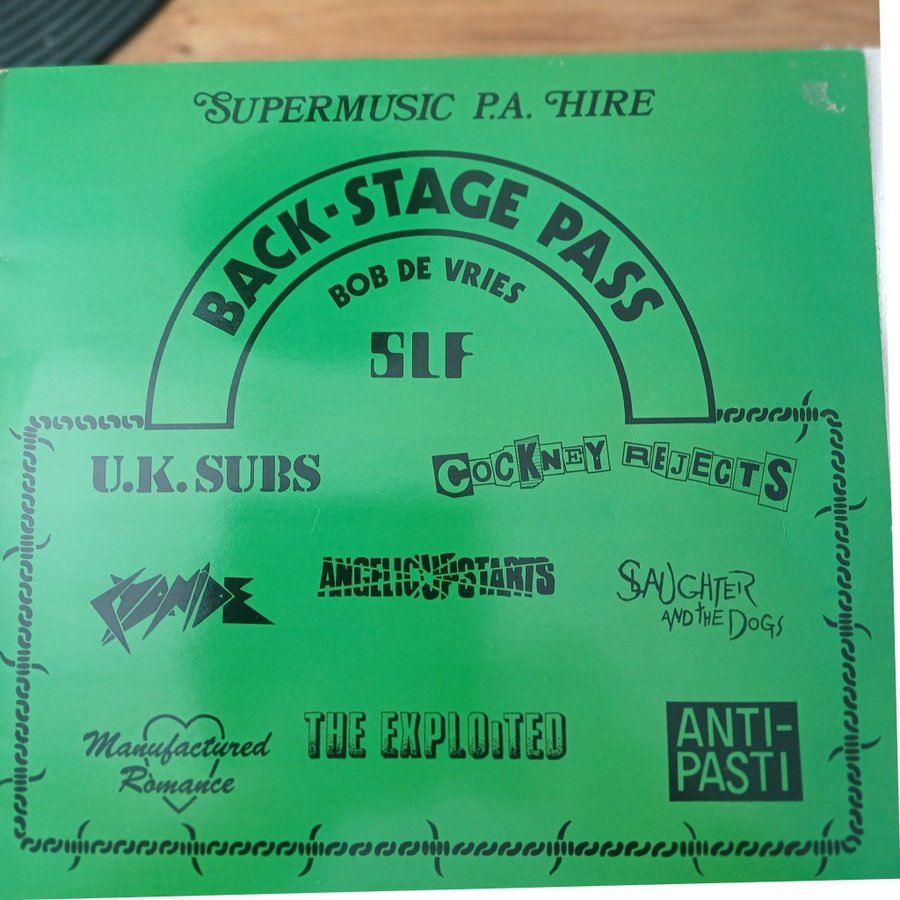 SUPERMUSIC P.A. HIRE
BACK·STAGE PASS
BOB DE VRIES
SLF
U.K. SUBS
COCKNEY REJECTS
CYANIDE
ANGELIC UPSTARTS
SLAUGHTER
AND THE DOGS
Manufactured
Romance
THE EXPLOITED
ANTI-
PASTI